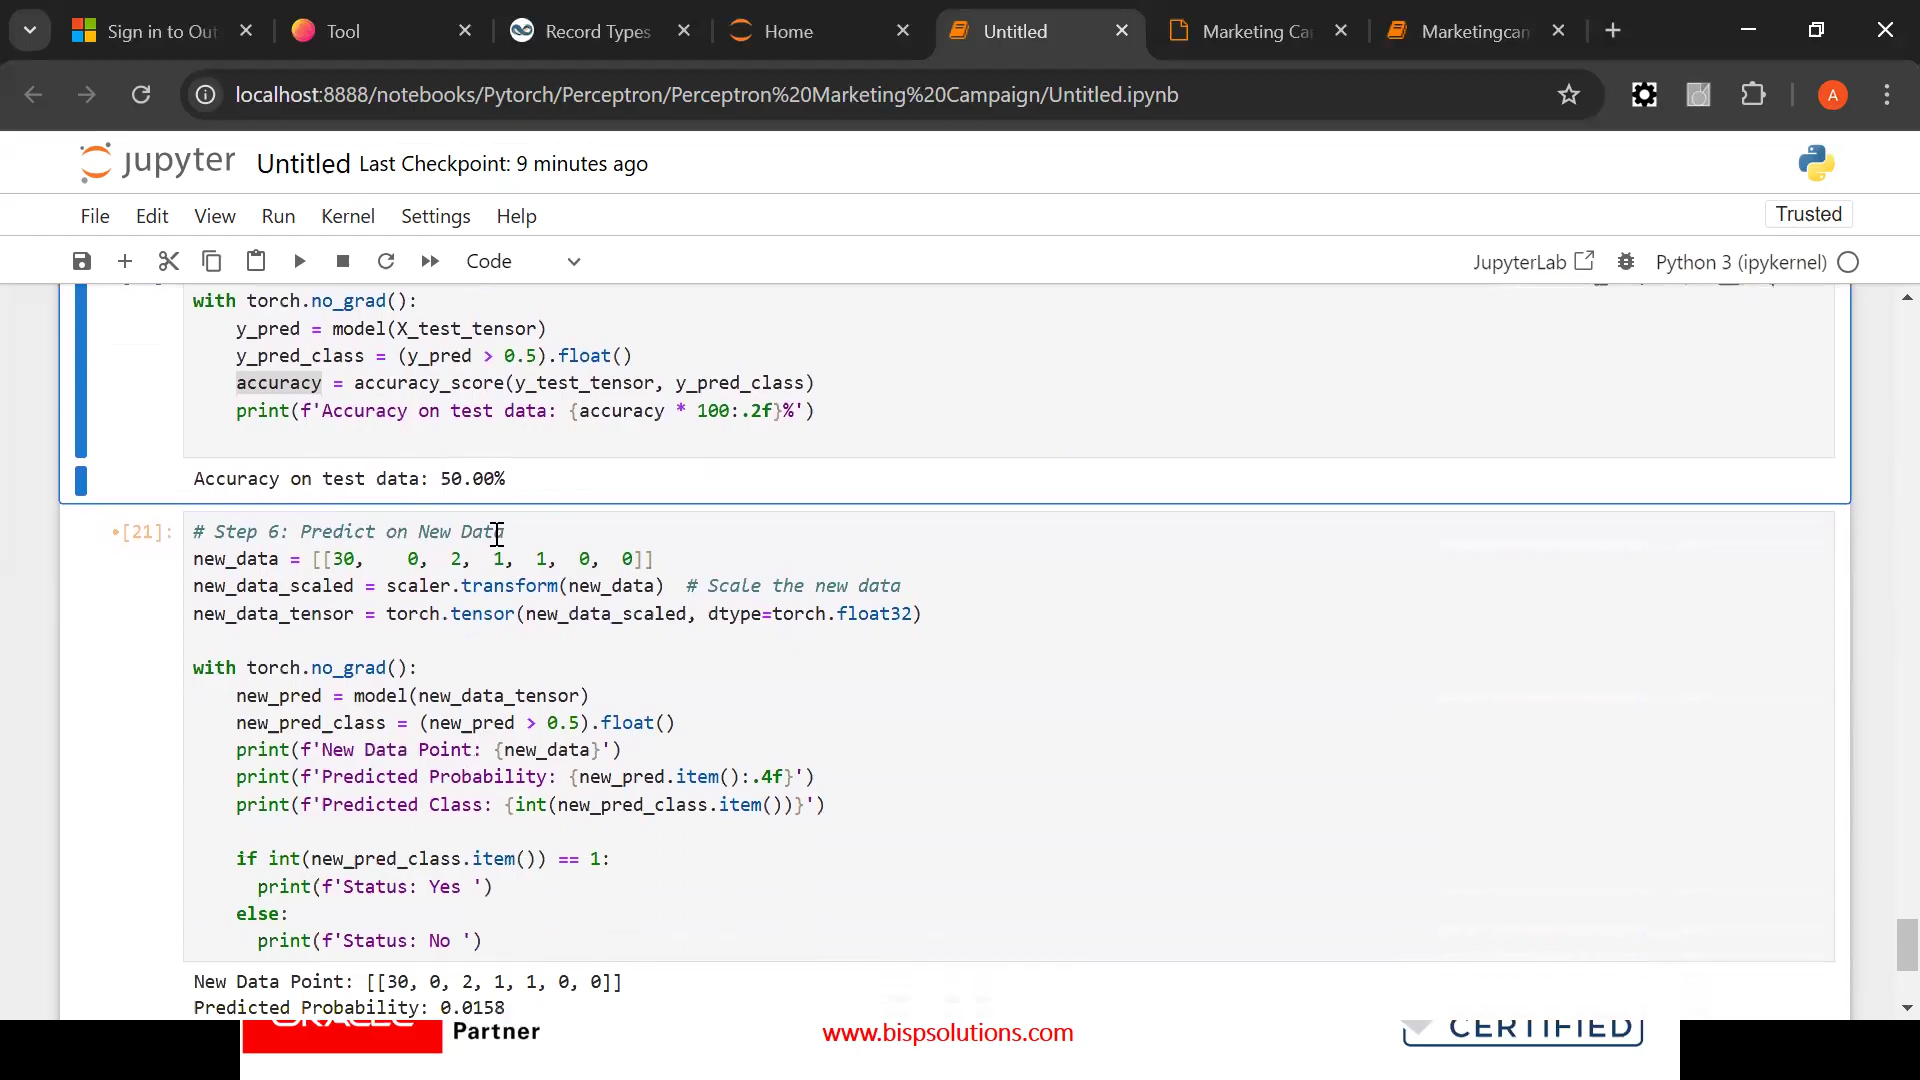 Sign in to Out
Tool
Record Types
Home
Untitled
Marketing Ca
Marketingcan
localhost:8888/notebooks/Pytorch/Perceptron/Perceptron%20Marketing%20Campaign/Untitled.ipynb
A
jupyter Untitled Last Checkpoint: 9 minutes ago
File Edit View Run Kernel Settings Help
Trusted
Code
JupyterLab
Python 3 (ipykernel)
with torch.no_grad():
y_pred = model(X_test_tensor)
y_pred_class = (y_pred > 0.5).float()
accuracy = accuracy_score(y_test_tensor, y_pred_class)
print(f'Accuracy on test data: {accuracy * 100:.2f}%')
Accuracy on test data: 50.00%
[21]:
# Step 6: Predict on New Data
new_data = [[30, 0, 2, 1, 1, 0, 0]]
new_data_scaled = scaler.transform(new_data) # Scale the new data
new_data_tensor = torch.tensor(new_data_scaled, dtype=torch.float32)
with torch.no_grad():
new_pred = model(new_data_tensor)
new_pred_class = (new_pred > 0.5).float()
print(f'New Data Point: {new_data}')
print(f'Predicted Probability: {new_pred.item():.4f}')
print(f'Predicted Class: {int(new_pred_class.item())}')
if int(new_pred_class.item()) == 1:
print(f'Status: Yes ')
else:
print(f'Status: No ')
New Data Point: [[30, 0, 2, 1, 1, 0, 0]]
Predicted Probability: 0.0158
ORACLE
Partner
www.bispsolutions.com
CERTIFIED